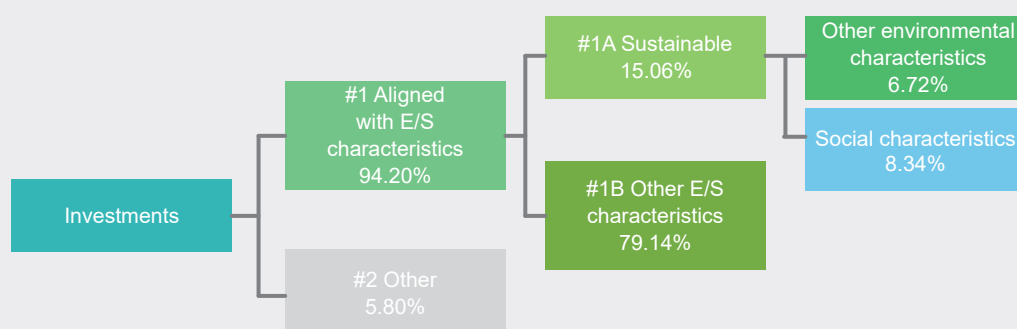 Investments
#1 Aligned
with E/S
characteristics
94.20%
#2 Other
5.80%
#1A Sustainable
15.06%
#1B Other E/S
characteristics
79.14%
Other environmental
characteristics
6.72%
Social characteristics
8.34%